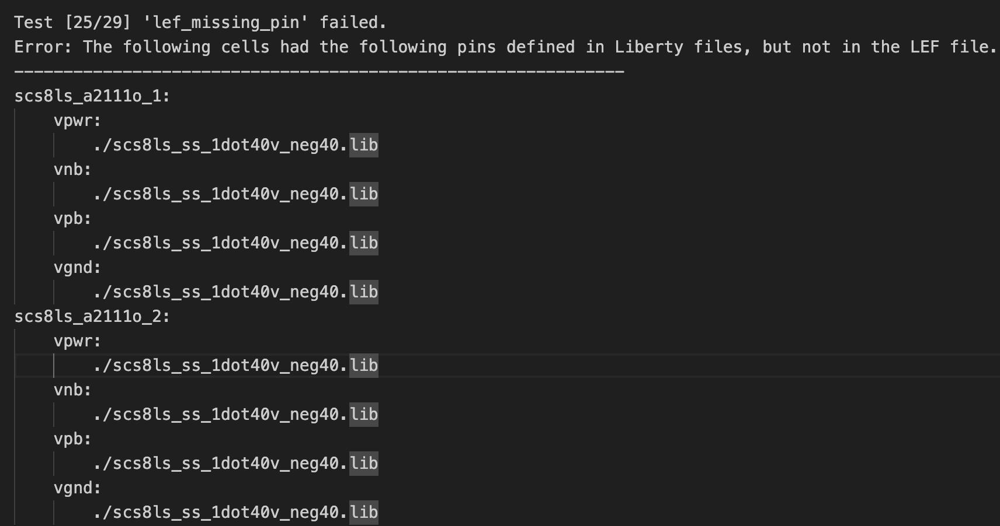 Test [25/29] 'lef_missing_pin' failed.
Error: The following cells had the following pins defined in Liberty files, but not in the LEF file.
--------------------------------------------------------------
scs8ls_a2111o_1:
vpwr:
./scs8ls_ss_1dot40v_neg40.lib
vnb:
./scs8ls_ss_1dot40v_neg40.lib
vpb:
./scs8ls_ss_1dot40v_neg40.lib
vgnd:
./scs8ls_ss_1dot40v_neg40.lib
scs8ls_a2111o_2:
vpwr:
./scs8ls_ss_1dot40v_neg40.lib
vnb:
./scs8ls_ss_1dot40v_neg40.lib
vpb:
./scs8ls_ss_1dot40v_neg40.lib
vgnd:
./scs8ls_ss_1dot40v_neg40.lib